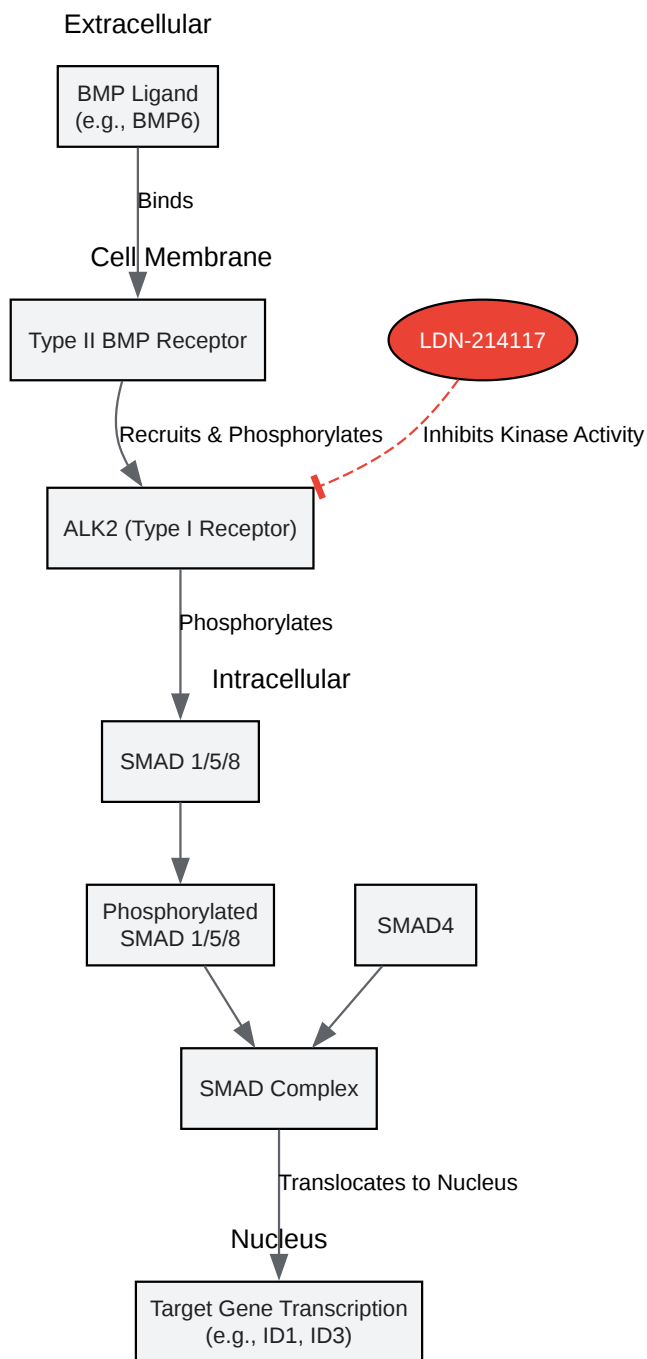 Extracellular
BMP Ligand
(e.g., BMP6)
Binds
Cell Membrane
Type II BMP Receptor
LDN-214117
Recruits & Phosphorylates
Inhibits Kinase Activity
ALK2 (Type I Receptor)
Phosphorylates
Intracellular
SMAD 1/5/8
Phosphorylated
SMAD 1/5/8
SMAD4
SMAD Complex
Translocates to Nucleus
Nucleus
Target Gene Transcription
(e.g., ID1, ID3)